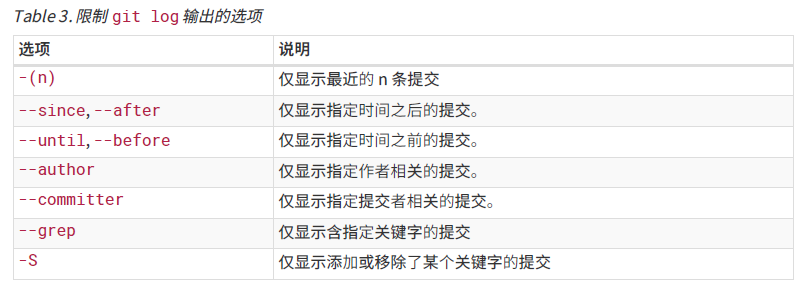 Table 3. 限制 git log 输出的选项
选项 说明
-(n) 仅显示最近的 n 条提交
--since, --after 仅显示指定时间之后的提交。
--until, --before 仅显示指定时间之前的提交。
--author 仅显示指定作者相关的提交。
--committer 仅显示指定提交者相关的提交。
--grep 仅显示含指定关键字的提交
-S 仅显示添加或移除了某个关键字的提交